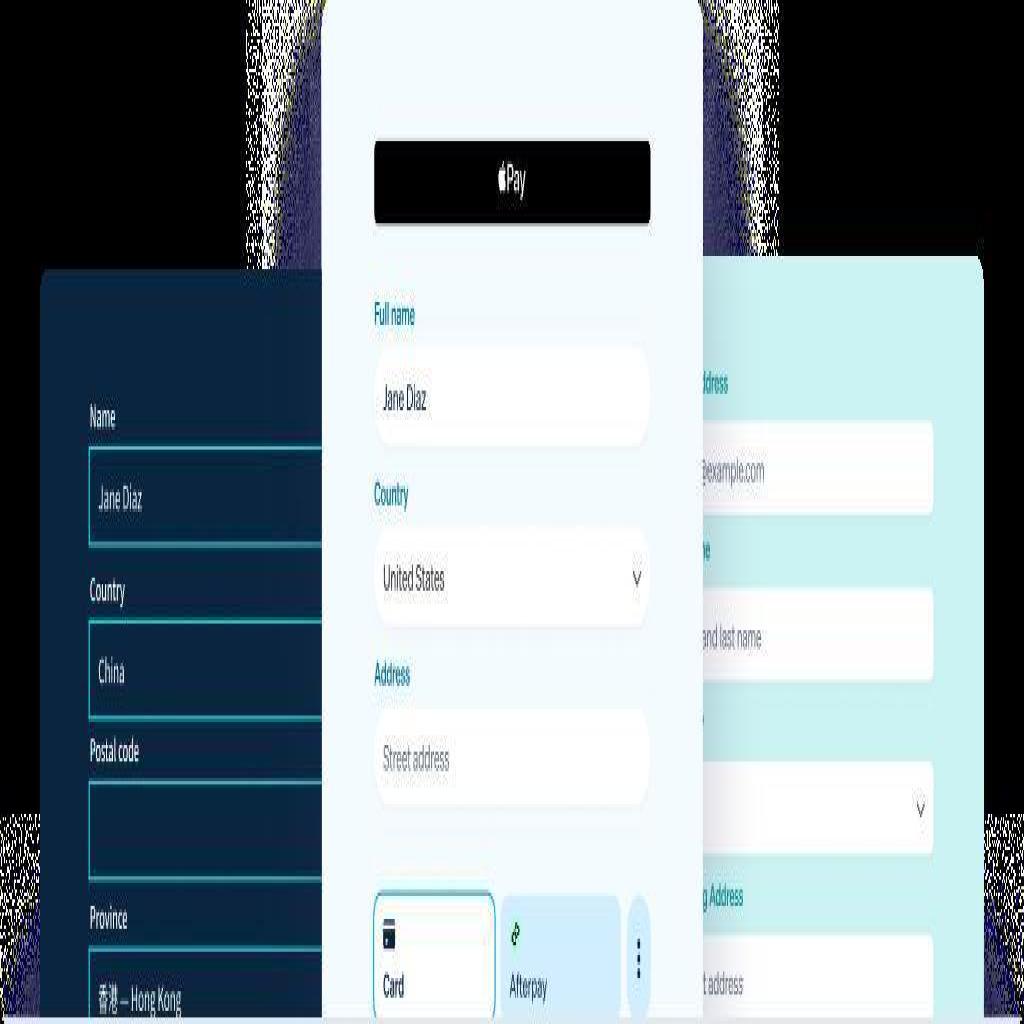 Pay
Full name
Jane Diaz
Country
United States
Address
Street address
Card
Afterpay
Name
Jane Diaz
Country
China
Postal code
Province
香港 — Hong Kong
ddress
@example.com
ne
and last name
g Address
t address